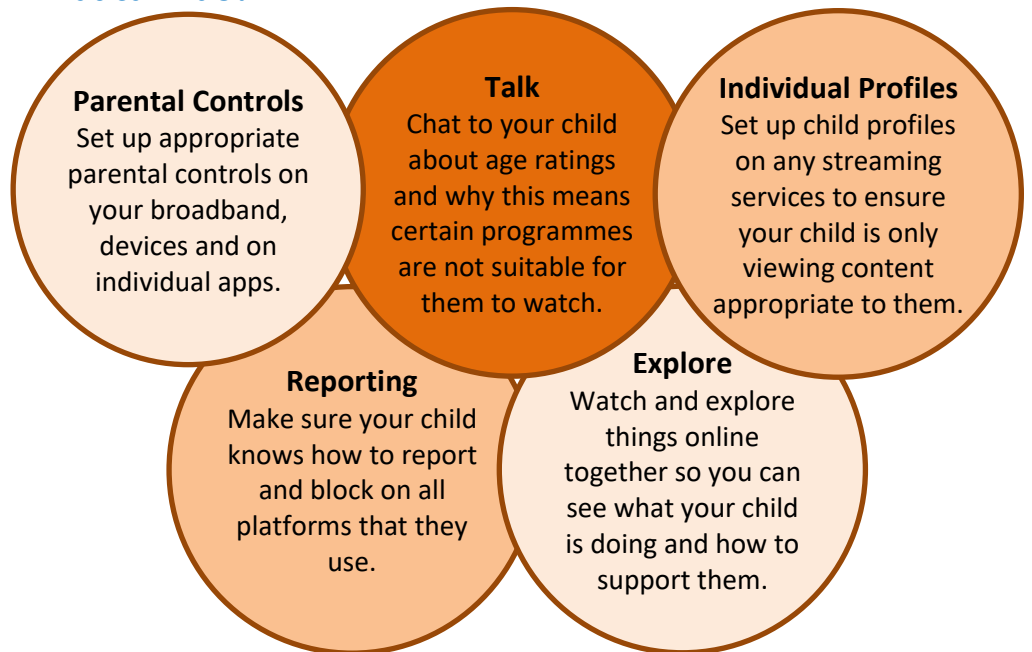 Parental Controls
Set up appropriate
parental controls on
your broadband,
devices and on
individual apps.
Talk
Chat to your child
about age ratings
and why this means
certain programmes
are not suitable for
them to watch.
Individual Profiles
Set up child profiles
on any streaming
services to ensure
your child is only
viewing content
appropriate to them.
Reporting
Make sure your child
knows how to report
and block on all
platforms that they
use.
Explore
Watch and explore
things online
together so you can
see what your child
is doing and how to
support them.